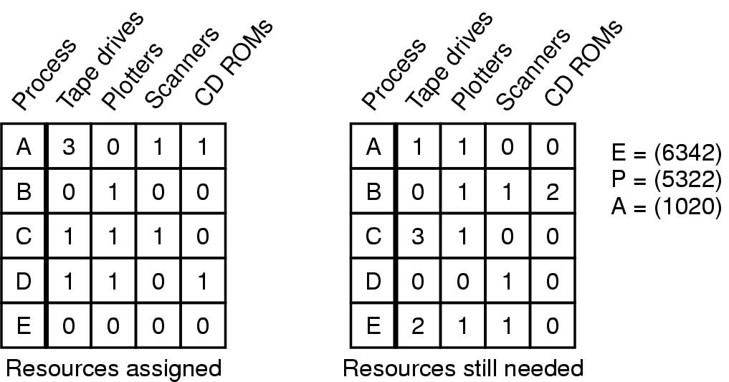 Process Tape drives Plotters Scanners CD ROMs
A 3 0 1 1
B 0 1 0 0
C 1 1 1 0
D 1 1 0 1
E 0 0 0 0
Resources assigned
Process Tape drives Plotters Scanners CD ROMs
A 1 1 0 0
B 0 1 1 2
C 3 1 0 0
D 0 0 1 0
E 2 1 1 0
Resources still needed
E = (6342)
P = (5322)
A = (1020)